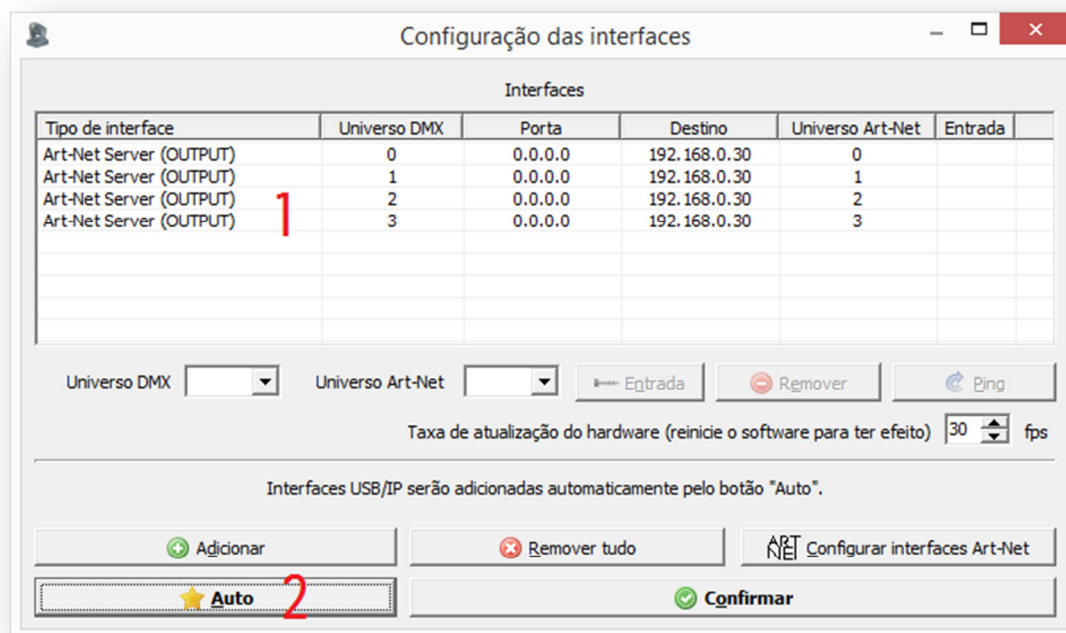 Configuração das interfaces
Interfaces
Tipo de interface Universo DMX Porta Destino Universo Art-Net Entrada
Art-Net Server (OUTPUT) 0 0.0.0.0 192.168.0.30 0
Art-Net Server (OUTPUT) 1 0.0.0.0 192.168.0.30 1
Art-Net Server (OUTPUT) 2 0.0.0.0 192.168.0.30 2
Art-Net Server (OUTPUT) 3 0.0.0.0 192.168.0.30 3
1
Universo DMX Universo Art-Net Entrada Remover Ping
Taxa de atualização do hardware (reinicie o software para ter efeito) 30 fps
Interfaces USB/IP serão adicionadas automaticamente pelo botão "Auto".
Adicionar Remover tudo ART NET Configurar interfaces Art-Net
Auto 2 Confirmar